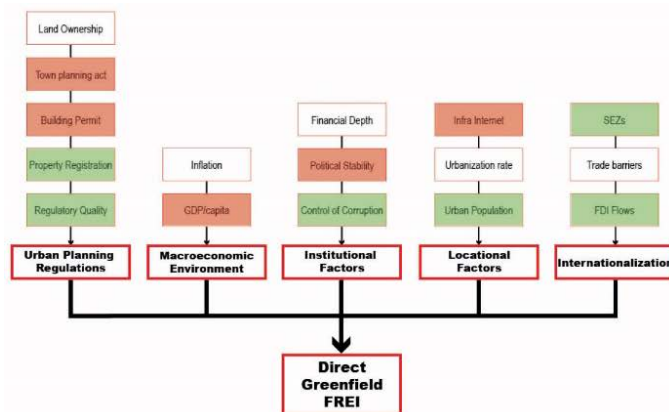 Land Ownership
Town planning act
Building Permit
Property Registration
Regulatory Quality
Urban Planning
Regulations
Inflation
GDP/capita
Macroeconomic
Environment
Financial Depth
Political Stability
Control of Corruption
Institutional
Factors
Infra Internet
Urbanization rate
Urban Population
Locational
Factors
SEZs
Trade barriers
FDI Flows
Internationalization
Direct
Greenfield
FREI